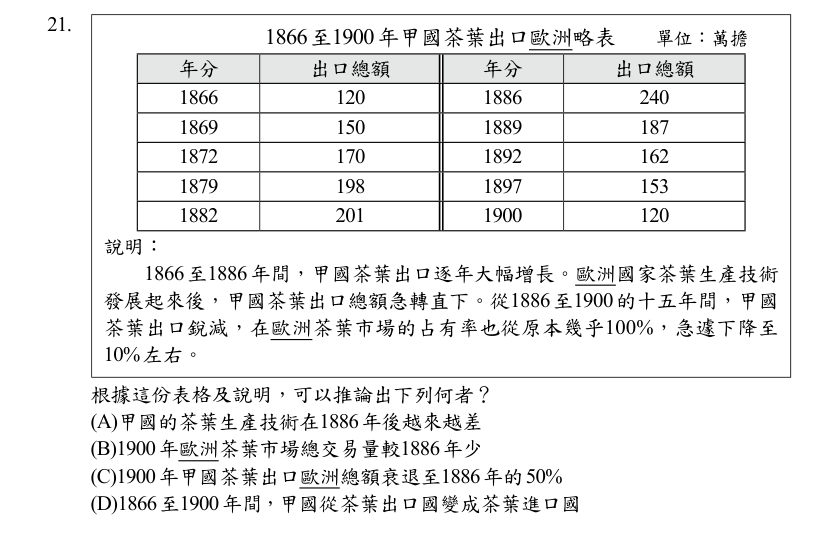 21.
1866至1900年甲國茶葉出口歐洲略表 單位：萬擔
年分 出口總額 年分 出口總額
1866 120 1886 240
1869 150 1889 187
1872 170 1892 162
1879 198 1897 153
1882 201 1900 120
說明：
1866至1886年間，甲國茶葉出口逐年大幅增長。歐洲國家茶葉生產技術
發展起來後，甲國茶葉出口總額急轉直下。從1886至1900的十五年間，甲國
茶葉出口銳減，在歐洲茶葉市場的占有率也從原本幾乎100%，急遽下降至
10%左右。
根據這份表格及說明，可以推論出下列何者？
(A)甲國的茶葉生產技術在1886年後越來越差
(B)1900年歐洲茶葉市場總交易量較1886年少
(C)1900年甲國茶葉出口歐洲總額衰退至1886年的50%
(D)1866至1900年間，甲國從茶葉出口國變成茶葉進口國